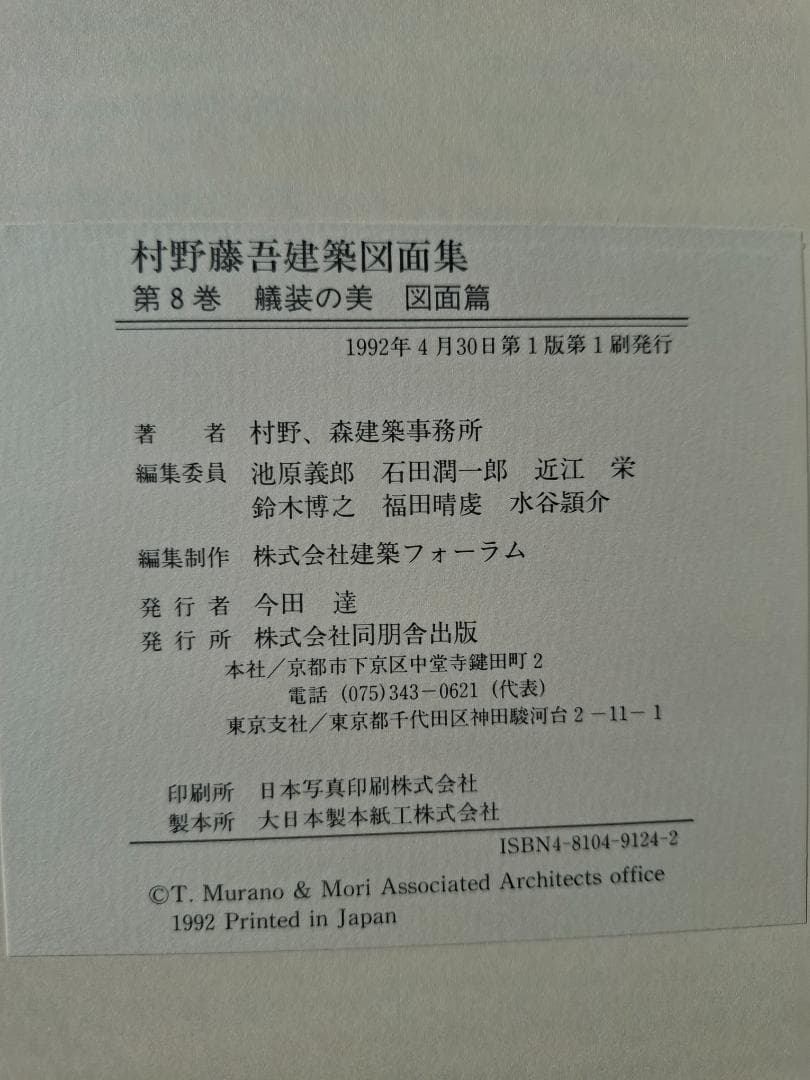 村野藤吾建築図面集
第8巻　艤装の美　図面篇
1992年4月30日第1版第1刷発行
著　　者　村野、森建築事務所
編集委員　池原義郎　石田潤一郎　近江　栄
鈴木博之　福田晴虔　水谷頴介
編集制作　株式会社建築フォーラム
発 行 者　今田　達
発 行 所　株式会社同朋舎出版
本社／京都市下京区中堂寺鍵田町2
電話 (075)343−0621 (代表)
東京支社／東京都千代田区神田駿河台2−11−1
印刷所　日本写真印刷株式会社
製本所　大日本製本紙工株式会社
ISBN4-8104-9124-2
©T. Murano & Mori Associated Architects office
1992 Printed in Japan